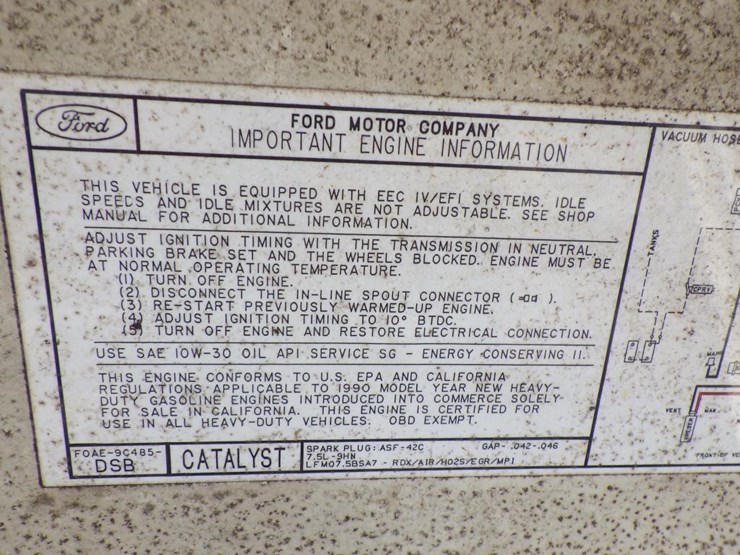 Ford
FORD MOTOR COMPANY
IMPORTANT ENGINE INFORMATION
VACUUM HOSE
THIS VEHICLE IS EQUIPPED WITH EEC IV/EFI SYSTEMS. IDLE
SPEEDS AND IDLE MIXTURES ARE NOT ADJUSTABLE. SEE SHOP
MANUAL FOR ADDITIONAL INFORMATION.
ADJUST IGNITION TIMING WITH THE TRANSMISSION IN NEUTRAL,
PARKING BRAKE SET AND THE WHEELS BLOCKED. ENGINE MUST BE
AT NORMAL OPERATING TEMPERATURE.
(1) TURN OFF ENGINE.
(2) DISCONNECT THE IN-LINE SPOUT CONNECTOR ( ).
(3) RE-START PREVIOUSLY WARMED-UP ENGINE.
(4) ADJUST IGNITION TIMING TO 10° BTDC.
(5) TURN OFF ENGINE AND RESTORE ELECTRICAL CONNECTION.
USE SAE 10W-30 OIL API SERVICE SG - ENERGY CONSERVING II.
THIS ENGINE CONFORMS TO U.S. EPA AND CALIFORNIA
REGULATIONS APPLICABLE TO 1990 MODEL YEAR NEW HEAVY-
DUTY GASOLINE ENGINES INTRODUCED INTO COMMERCE SOLELY
FOR SALE IN CALIFORNIA. THIS ENGINE IS CERTIFIED FOR
USE IN ALL HEAVY-DUTY VEHICLES. OBD EXEMPT.
F0AE-9C485-
DSB
CATALYST
SPARK PLUG: ASF-42C GAP- .042-.046
7.5L-9HN
LFM07.5BSA7 - RDX/AIR/HO2S/EGR/MPI
TANKS
VENT
FRONT OF